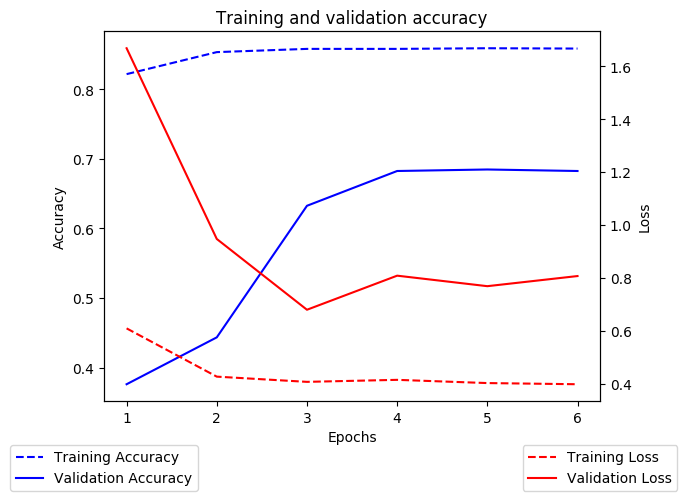 Training and validation accuracy
0.8
0.7
0.6
0.5
0.4
Accuracy
1.6
1.4
1.2
1.0
0.8
0.6
0.4
Loss
1 2 3 4 5 6
Epochs
Training Accuracy
Validation Accuracy
Training Loss
Validation Loss